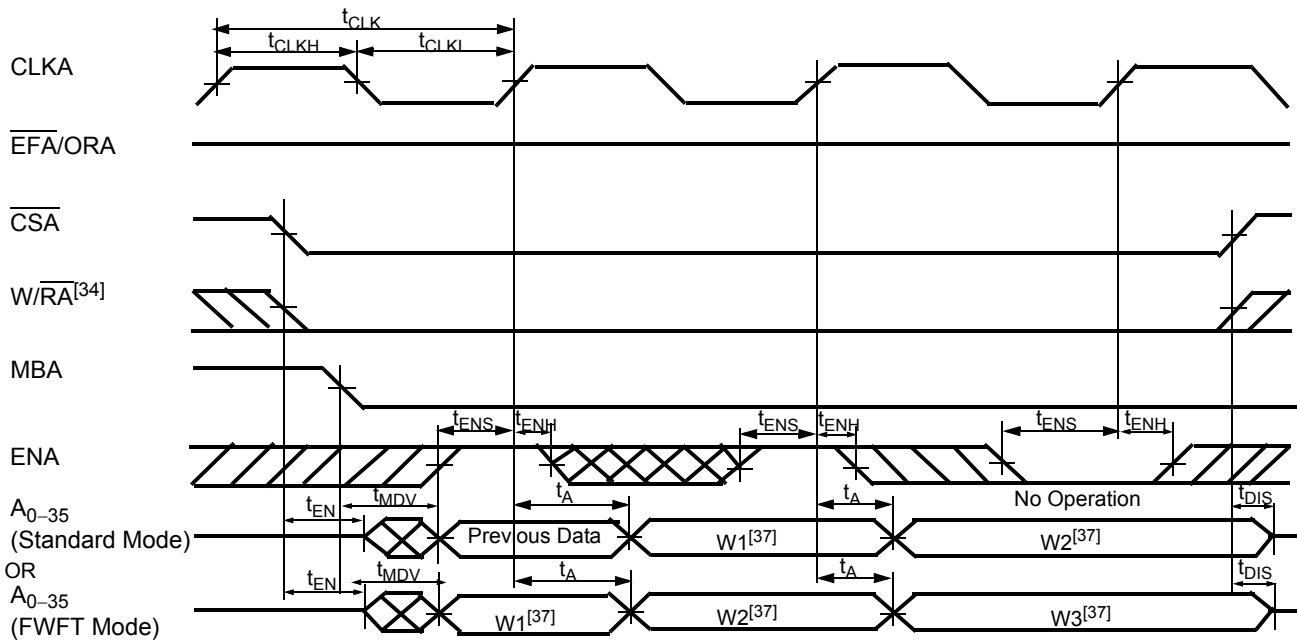 tCLK
tCLKH tCLKL
CLKA
EFA/ORA
CSA
W/RA[34]
MBA
tENS tENH tENS tENH tENS tENH
ENA
No Operation
tEN tMDV tA tA tDIS
A0–35
(Standard Mode)
Previous Data W1[37] W2[37]
OR
tEN tMDV tA tA tDIS
A0–35
(FWFT Mode)
W1[37] W2[37] W3[37]